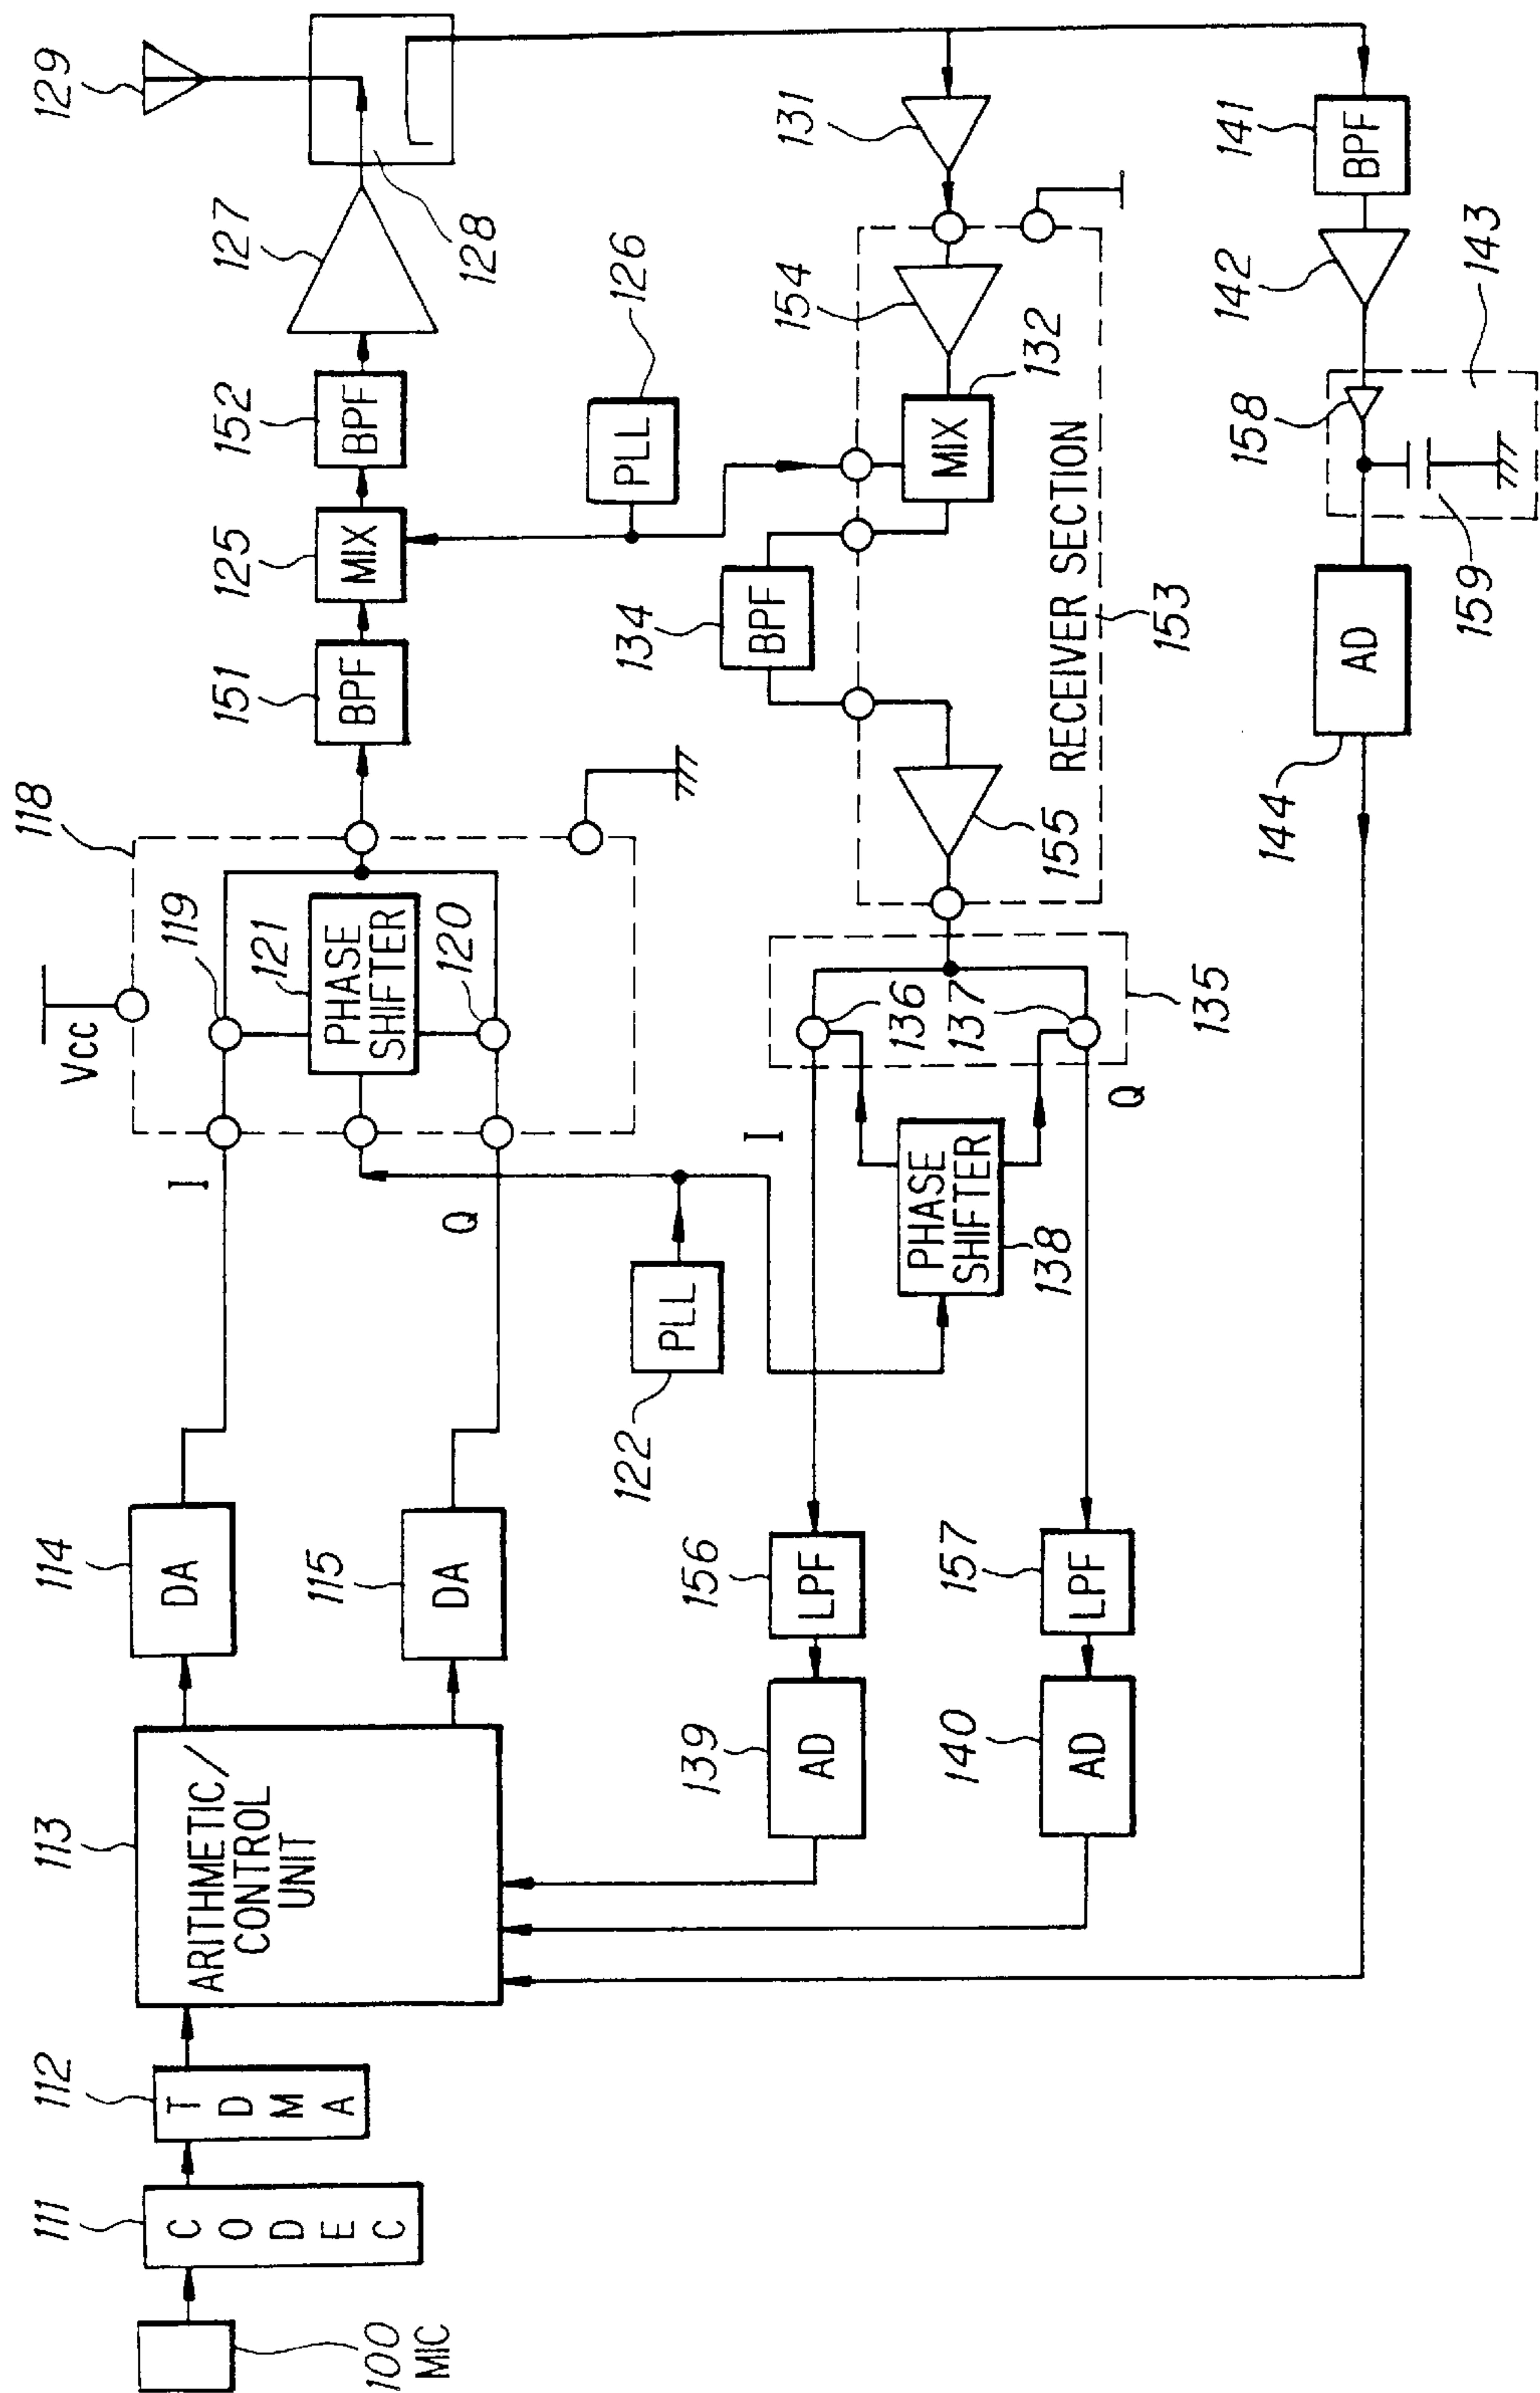 100
MIC
111
CODEC
112
TDMA
113
ARITHMETIC/
CONTROL
UNIT
114
DA
115
DA
I
Q
Vcc
118
119
121
PHASE
SHIFTER
120
151
BPF
125
MIX
152
BPF
127
128
129
122
PLL
126
PLL
139
AD
156
LPF
I
140
AD
157
LPF
Q
PHASE
SHIFTER
138
136
137
135
134
BPF
155
RECEIVER SECTION
153
MIX
132
154
131
144
AD
159
158
143
142
141
BPF